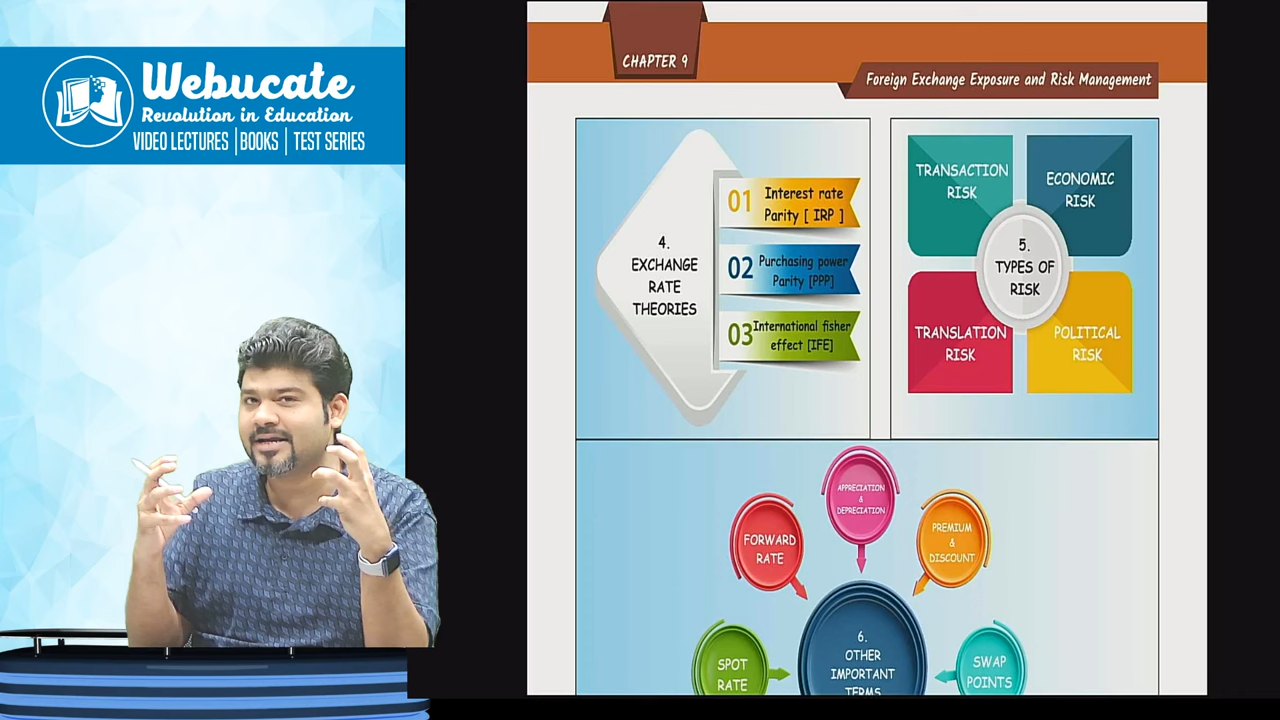 Webucate
Revolution in Education
VIDEO LECTURES | BOOKS | TEST SERIES
CHAPTER 9
Foreign Exchange Exposure and Risk Management
4.
EXCHANGE
RATE
THEORIES
01 Interest rate
Parity [ IRP ]
02 Purchasing power
Parity [PPP]
03 International fisher
effect [IFE]
5.
TYPES OF
RISK
TRANSACTION
RISK
ECONOMIC
RISK
TRANSLATION
RISK
POLITICAL
RISK
APPRECIATION
&
DEPRECIATION
FORWARD
RATE
PREMIUM
&
DISCOUNT
SPOT
RATE
6.
OTHER
IMPORTANT
TERMS
SWAP
POINTS